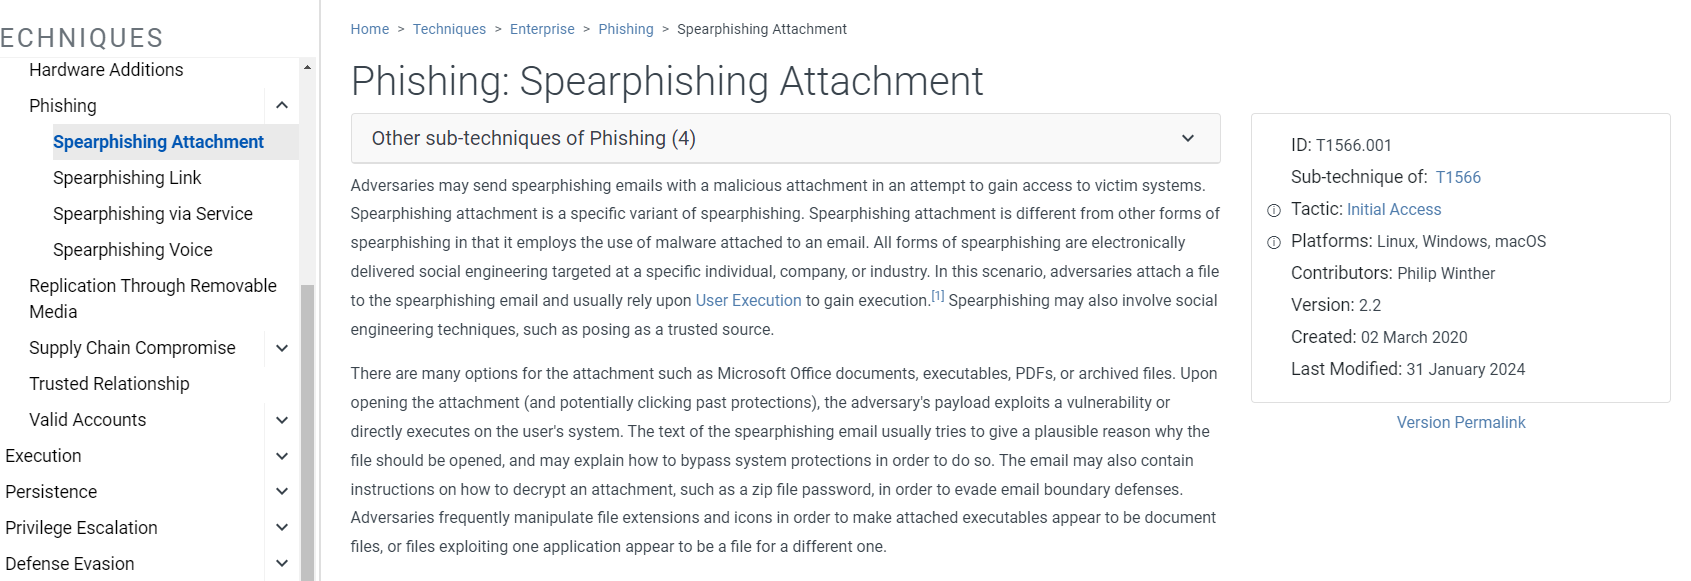 ECHNIQUES
Hardware Additions
Phishing
Spearphishing Attachment
Spearphishing Link
Spearphishing via Service
Spearphishing Voice
Replication Through Removable
Media
Supply Chain Compromise
Trusted Relationship
Valid Accounts
Execution
Persistence
Privilege Escalation
Defense Evasion
Home > Techniques > Enterprise > Phishing > Spearphishing Attachment
Phishing: Spearphishing Attachment
Other sub-techniques of Phishing (4)
Adversaries may send spearphishing emails with a malicious attachment in an attempt to gain access to victim systems.
Spearphishing attachment is a specific variant of spearphishing. Spearphishing attachment is different from other forms of
spearphishing in that it employs the use of malware attached to an email. All forms of spearphishing are electronically
delivered social engineering targeted at a specific individual, company, or industry. In this scenario, adversaries attach a file
to the spearphishing email and usually rely upon User Execution to gain execution.[1] Spearphishing may also involve social
engineering techniques, such as posing as a trusted source.
There are many options for the attachment such as Microsoft Office documents, executables, PDFs, or archived files. Upon
opening the attachment (and potentially clicking past protections), the adversary's payload exploits a vulnerability or
directly executes on the user's system. The text of the spearphishing email usually tries to give a plausible reason why the
file should be opened, and may explain how to bypass system protections in order to do so. The email may also contain
instructions on how to decrypt an attachment, such as a zip file password, in order to evade email boundary defenses.
Adversaries frequently manipulate file extensions and icons in order to make attached executables appear to be document
files, or files exploiting one application appear to be a file for a different one.
ID: T1566.001
Sub-technique of: T1566
Tactic: Initial Access
Platforms: Linux, Windows, macOS
Contributors: Philip Winther
Version: 2.2
Created: 02 March 2020
Last Modified: 31 January 2024
Version Permalink